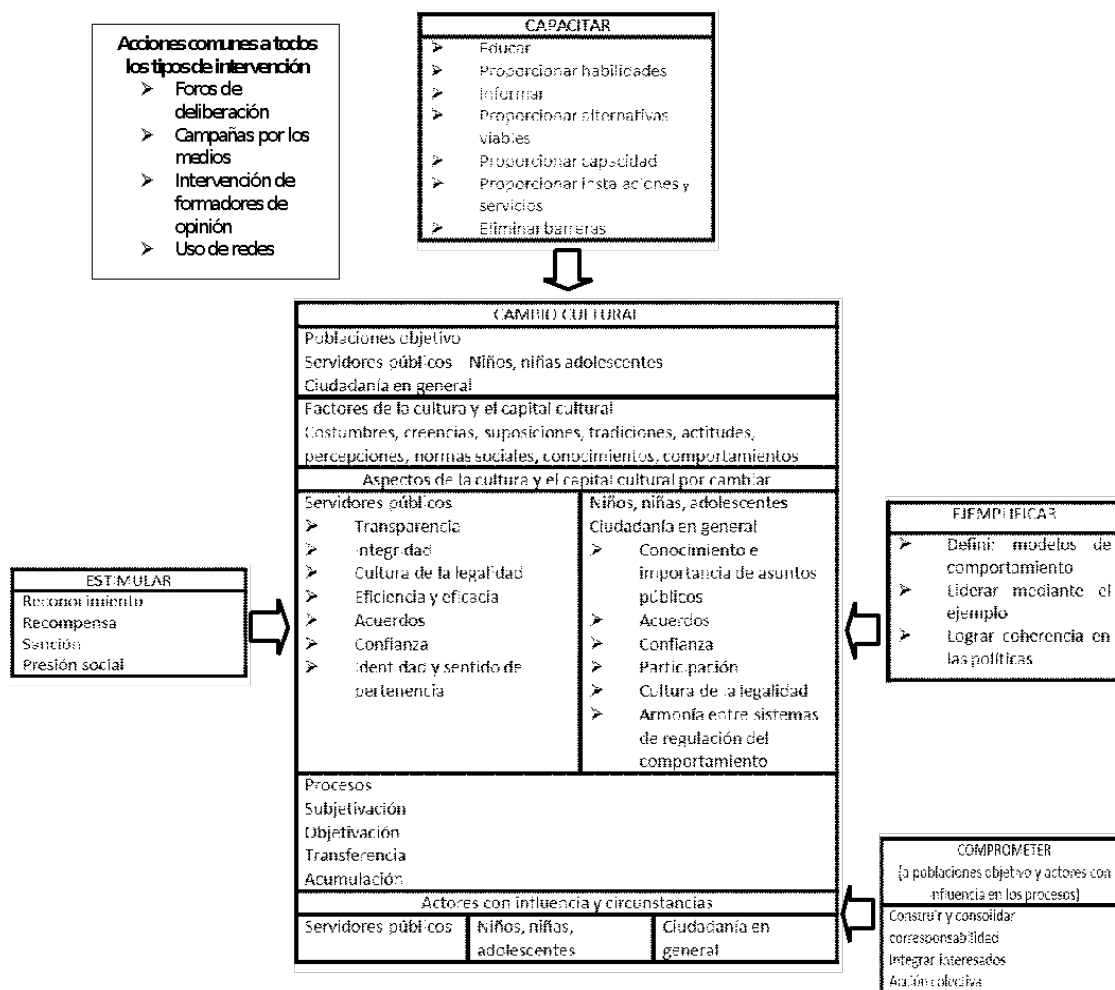 Acciones comunes a todos
los tipos de intervención
➢ Foros de
deliberación
➢ Campañas por los
medios
➢ Intervención de
formadores de
opinión
➢ Uso de redes
CAPACITAR
➢ Educar
➢ Proporcionar habilidades
➢ Informar
➢ Proporcionar alternativas
viables
➢ Proporcionar capacidad
➢ Proporcionar instalaciones y
servicios
➢ Eliminar barreras
CAMBIO CULTURAL
Poblaciones objetivo
Servidores públicos Niños, niñas adolescentes
Ciudadanía en general
Factores de la cultura y el capital cultural
Costumbres, creencias, suposiciones, tradiciones, actitudes,
percepciones, normas sociales, conocimientos, comportamientos
Aspectos de la cultura y el capital cultural por cambiar
Servidores públicos
➢ Transparencia
➢ Integridad
➢ Cultura de la legalidad
➢ Eficiencia y eficacia
➢ Acuerdos
➢ Confianza
➢ Identidad y sentido de
pertenencia
Niños, niñas, adolescentes
Ciudadanía en general
➢ Conocimiento e
importancia de asuntos
públicos
➢ Acuerdos
➢ Confianza
➢ Participación
➢ Cultura de la legalidad
➢ Armonía entre sistemas
de regulación del
comportamiento
Procesos
Subjetivación
Objetivación
Transferencia
Acumulación
Actores con influencia y circunstancias
Servidores públicos
Niños, niñas,
adolescentes
Ciudadanía en
general
ESTIMULAR
Reconocimiento
Recompensa
Sanción
Presión social
EJEMPLIFICAR
➢ Definir modelos de
comportamiento
➢ Liderar mediante el
ejemplo
➢ Lograr coherencia en
las políticas
COMPROMETER
(a poblaciones objetivo y actores con
influencia en los procesos)
Construir y consolidar
corresponsabilidad
Integrar interesados
Acción colectiva